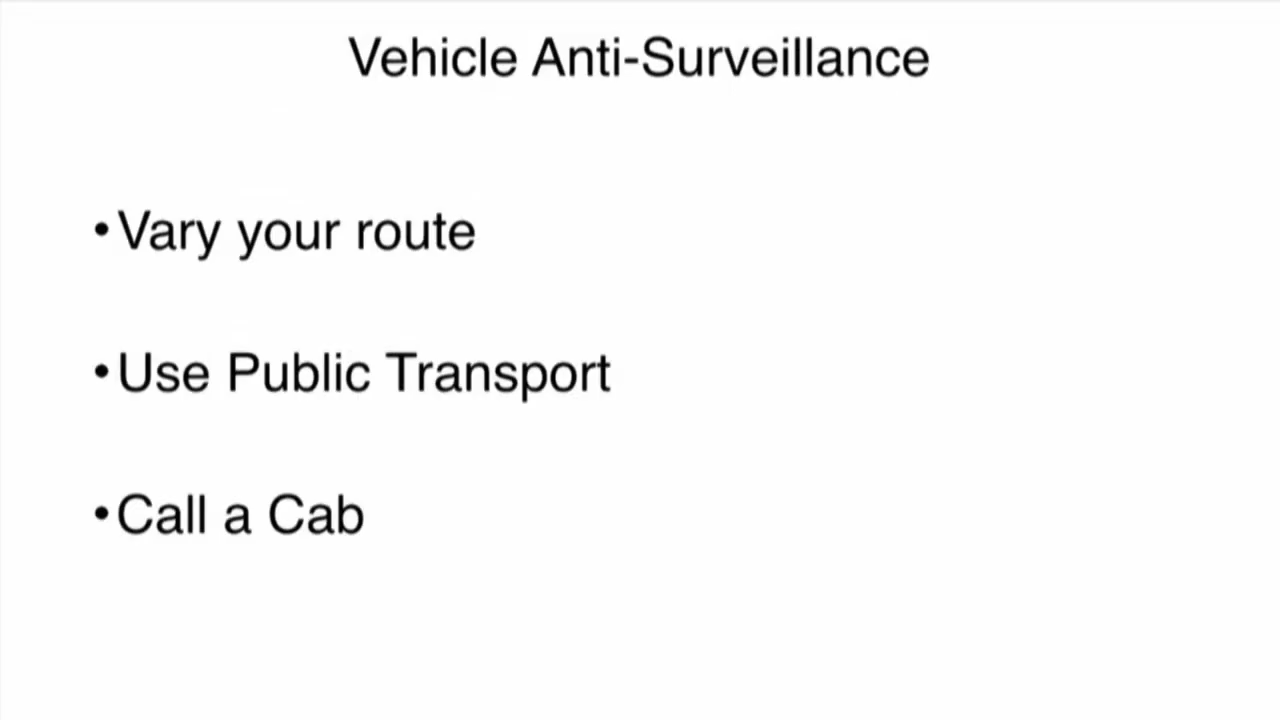 Vehicle Anti-Surveillance
•Vary your route
•Use Public Transport
•Call a Cab